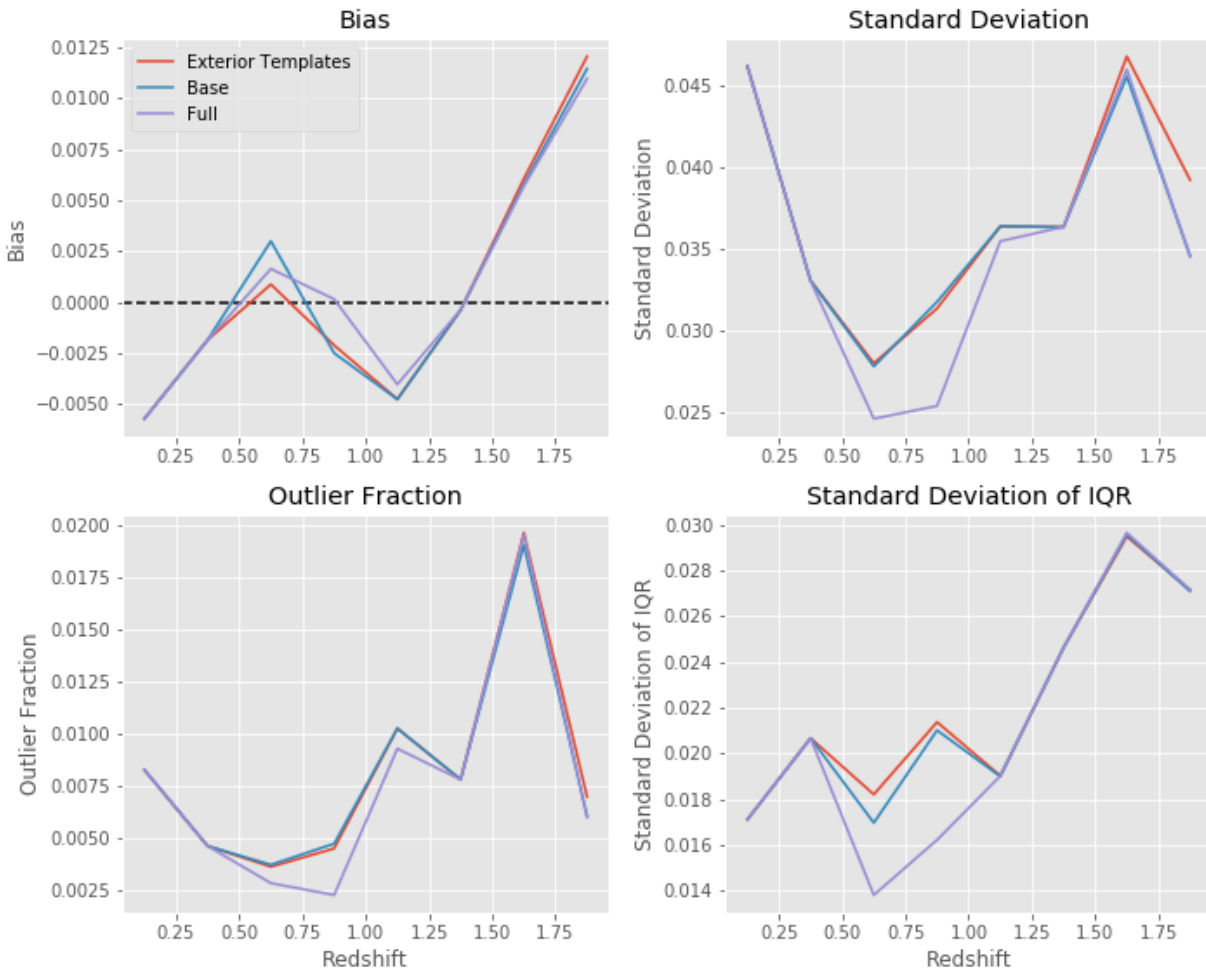 Bias
0.0125
0.0100
0.0075
0.0050
0.0025
0.0000
−0.0025
−0.0050
Bias
Exterior Templates
Base
Full
0.25 0.50 0.75 1.00 1.25 1.50 1.75
Standard Deviation
0.045
0.040
0.035
0.030
0.025
Standard Deviation
0.25 0.50 0.75 1.00 1.25 1.50 1.75
Outlier Fraction
0.0200
0.0175
0.0150
0.0125
0.0100
0.0075
0.0050
0.0025
Outlier Fraction
0.25 0.50 0.75 1.00 1.25 1.50 1.75
Redshift
Standard Deviation of IQR
0.030
0.028
0.026
0.024
0.022
0.020
0.018
0.016
0.014
Standard Deviation of IQR
0.25 0.50 0.75 1.00 1.25 1.50 1.75
Redshift